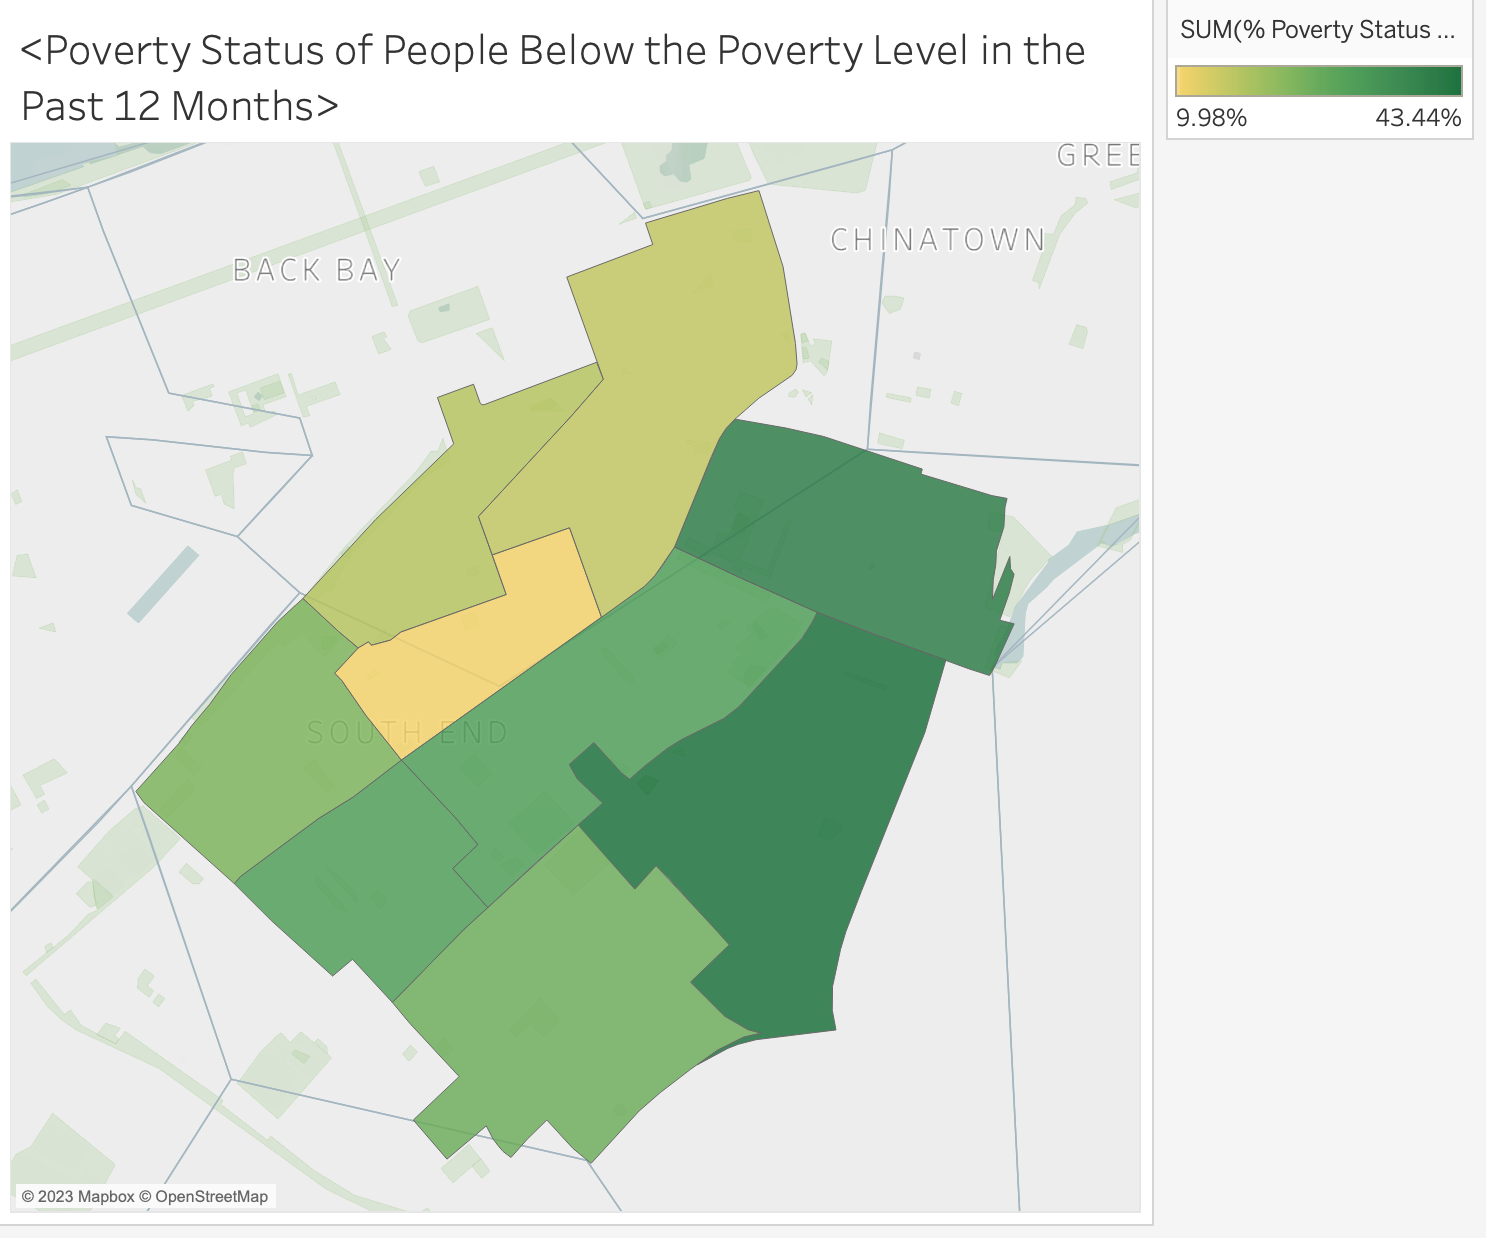 <Poverty Status of People Below the Poverty Level in the
Past 12 Months>
SUM(% Poverty Status ...
9.98% 43.44%
GREE
CHINATOWN
BACK BAY
SOUTH END
© 2023 Mapbox © OpenStreetMap